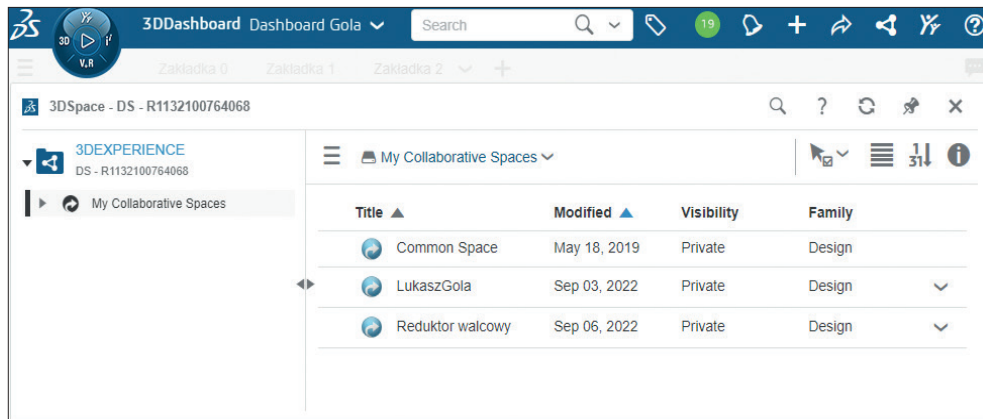 3DDashboard Dashboard Gola Search 19
3D V.R
Zakładka 0 Zakładka 1 Zakładka 2
3DSpace - DS - R1132100764068
3DEXPERIENCE
DS - R1132100764068
My Collaborative Spaces
My Collaborative Spaces
Title Modified Visibility Family
Common Space May 18, 2019 Private Design
LukaszGola Sep 03, 2022 Private Design
Reduktor walcowy Sep 06, 2022 Private Design